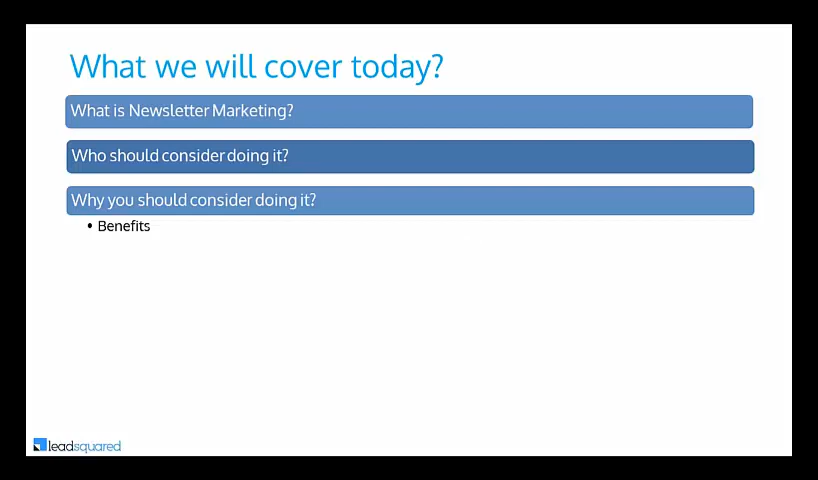 What we will cover today?
What is Newsletter Marketing?
Who should consider doing it?
Why you should consider doing it?
• Benefits
leadsquared